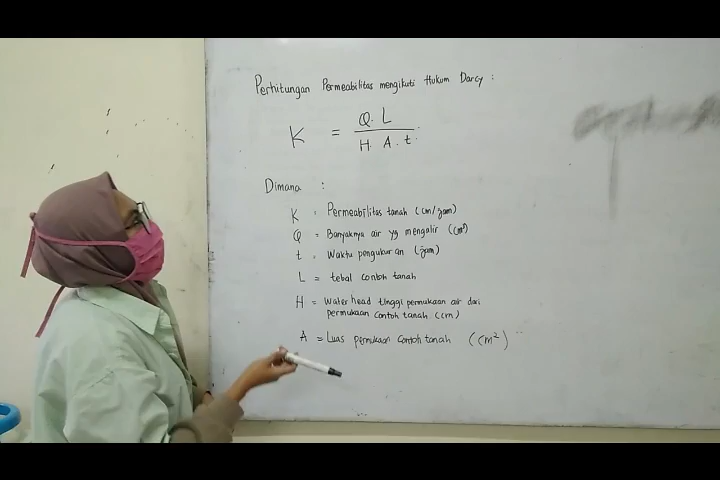 Perhitungan Permeabilitas mengikuti Hukum Darcy :
K = Q. L
H. A. t.
Dimana :
K = Permeabilitas tanah (cm/jam)
Q = Banyaknya air yg mengalir (cm³)
t = Waktu pengukuran (jam)
L = tebal contoh tanah
H = Water head tinggi permukaan air dari
permukaan contoh tanah (cm)
A = Luas permukaan contoh tanah (cm²)